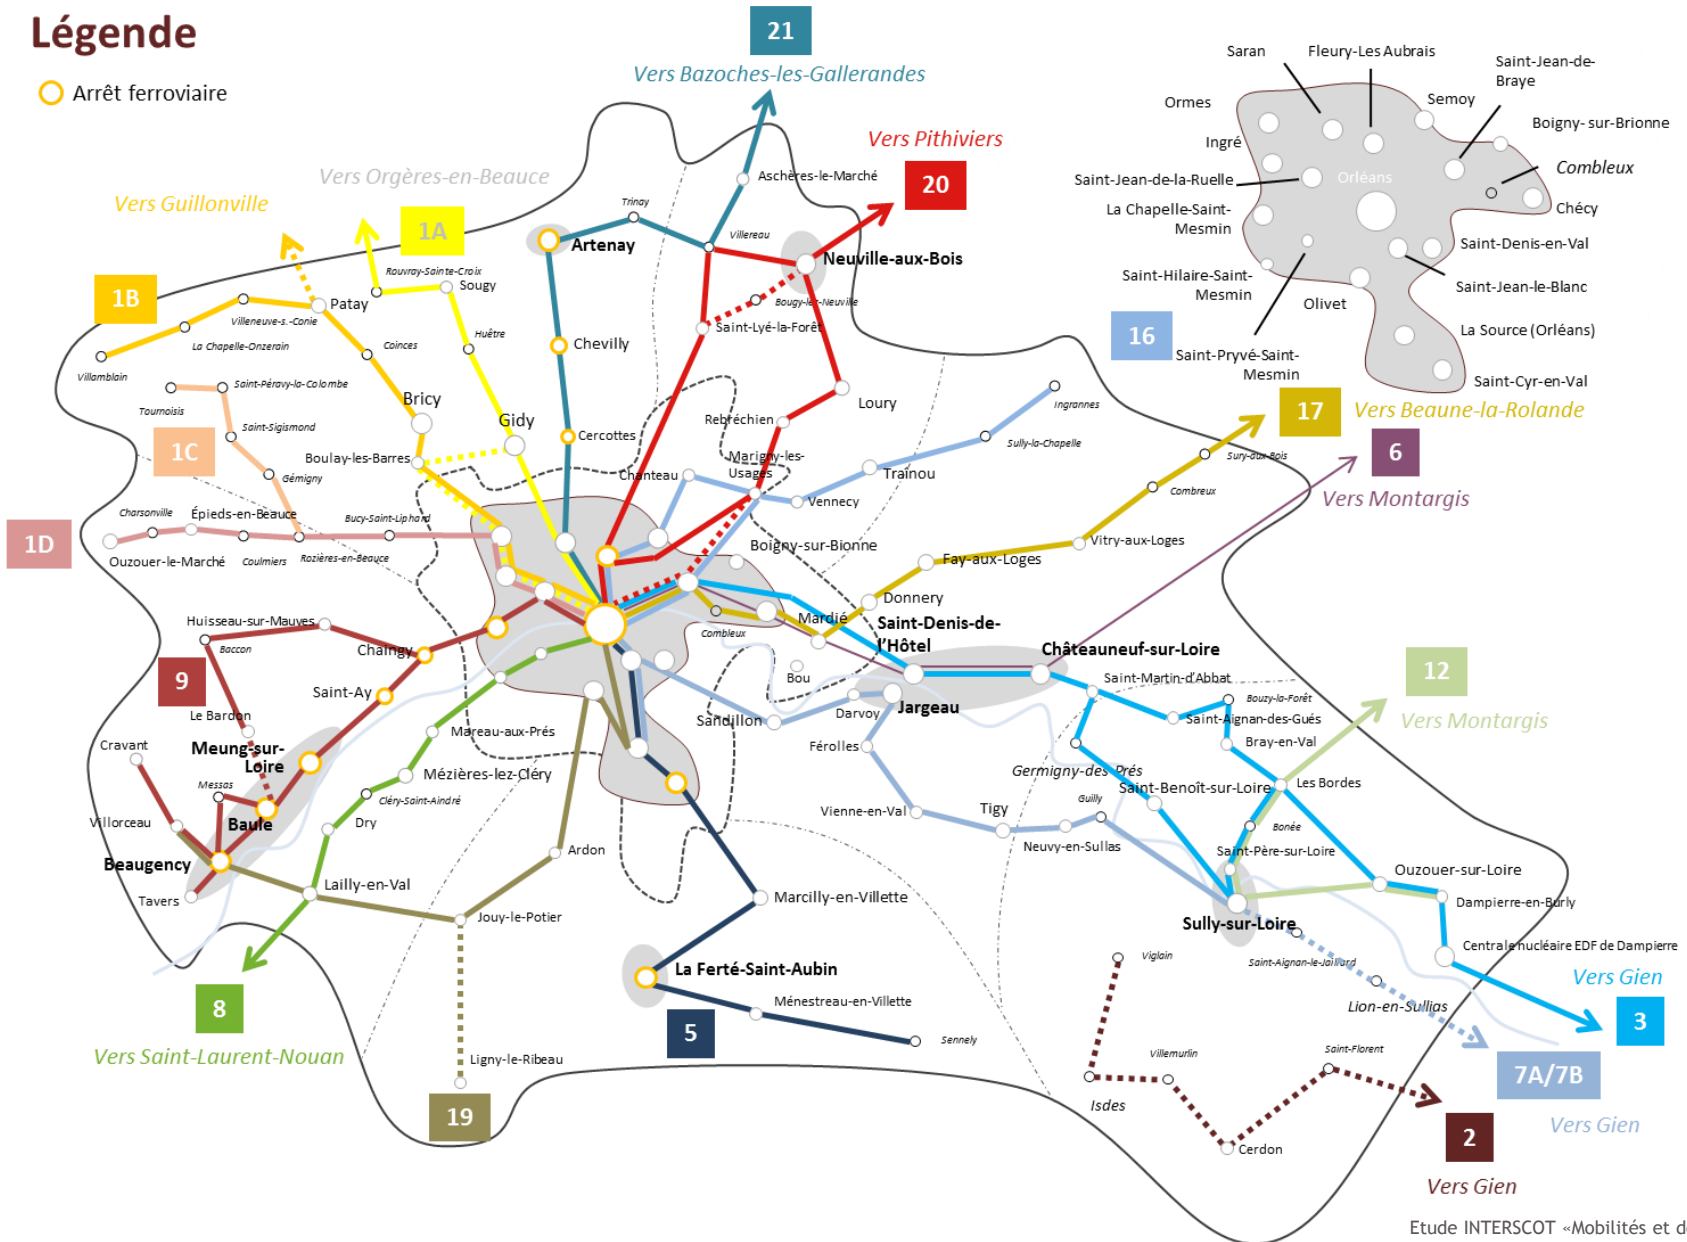 Légende
Arrêt ferroviaire
21
Vers Bazoches-les-Gallerandes
Vers Pithiviers
20
Vers Orgères-en-Beauce
1A
Vers Guillonville
1B
Saran
Fleury-Les Aubrais
Saint-Jean-de-
Braye
Ormes
Semoy
Boigny- sur-Brionne
Ingré
Combleux
Saint-Jean-de-la-Ruelle
Orléans
Chécy
La Chapelle-Saint-
Mesmin
Saint-Denis-en-Val
Saint-Hilaire-Saint-
Mesmin
Saint-Jean-le-Blanc
Olivet
La Source (Orléans)
Saint-Pryvé-Saint-
Mesmin
Saint-Cyr-en-Val
16
17
Vers Beaune-la-Rolande
6
Vers Montargis
Aschères-le-Marché
Trinay
Villereau
Artenay
Neuville-aux-Bois
Rouvray-Sainte-Croix
Sougy
Patay
Bougy-lez-Neuville
Villeneuve-s.-Conie
Saint-Lyé-la-Forêt
La Chapelle-Onzerain
Coinces
Huêtre
Chevilly
Villamblain
Saint-Péravy-la-Colombe
Tournoisis
Bricy
Loury
Ingrannes
Saint-Sigismond
Gidy
Rebréchien
1C
Cercottes
Sully-la-Chapelle
Boulay-les-Barres
Marigny-les-
Usages
Sury-aux-Bois
Gémigny
Chanteau
Traînou
Combreux
Vennecy
Charsonville
Épieds-en-Beauce
Bucy-Saint-Liphard
1D
Ouzouer-le-Marché
Coulmiers
Rozières-en-Beauce
Boigny-sur-Bionne
Vitry-aux-Loges
Fay-aux-Loges
Donnery
Huisseau-sur-Mauves
Baccon
Chaingy
Combleux
Mardié
Saint-Denis-de-
l’Hôtel
Châteauneuf-sur-Loire
12
Vers Montargis
9
Saint-Ay
Bou
Saint-Martin-d’Abbat
Bouzy-la-Forêt
Jargeau
Darvoy
Sandillon
Saint-Aignan-des-Gués
Le Bardon
Mareau-aux-Prés
Férolles
Bray-en-Val
Cravant
Meung-sur-
Loire
Germigny-des Prés
Mézières-lez-Cléry
Saint-Benoît-sur-Loire
Les Bordes
Messas
Cléry-Saint-Aindré
Guilly
Villorceau
Baule
Dry
Vienne-en-Val
Tigy
Bonée
Neuvy-en-Sullas
Saint-Père-sur-Loire
Ardon
Beaugency
Ouzouer-sur-Loire
Lailly-en-Val
Tavers
Marcilly-en-Villette
Dampierre-en-Burly
Jouy-le-Potier
Sully-sur-Loire
Centrale nucléaire EDF de Dampierre
Viglain
Saint-Aignan-le-Jaillard
La Ferté-Saint-Aubin
Vers Gien
8
Ménestreau-en-Villette
Lion-en-Sullias
3
5
Sennely
Vers Saint-Laurent-Nouan
Ligny-le-Ribeau
Villemurlin
Saint-Florent
7A/7B
19
Isdes
Vers Gien
2
Cerdon
Vers Gien
Etude INTERSCOT «Mobilités et d